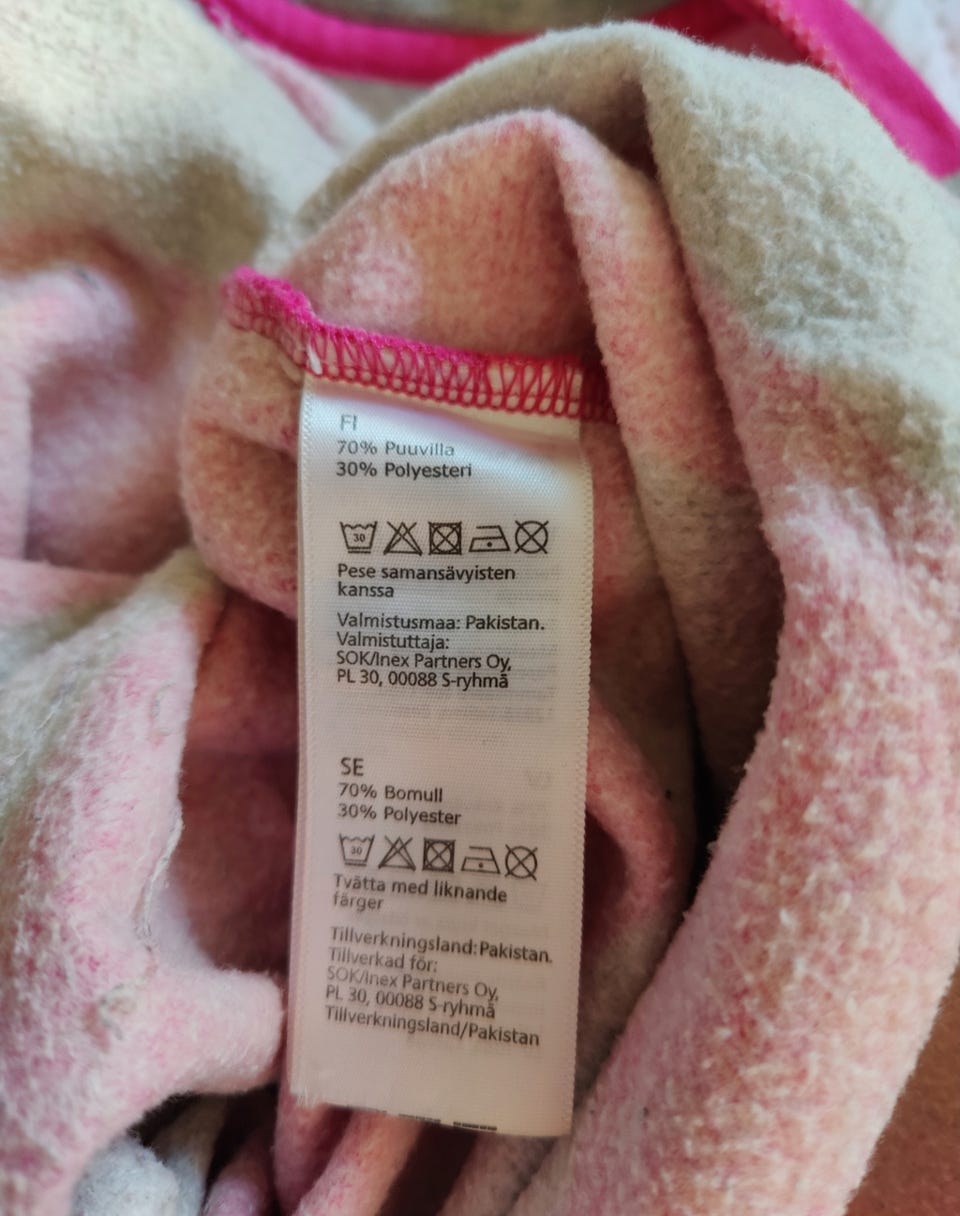 FI
70% Puuvilla
30% Polyesteri
30
Pese samansävyisten
kanssa
Valmistusmaa: Pakistan.
Valmistuttaja:
SOK/Inex Partners Oy,
PL 30, 00088 S-ryhmä
SE
70% Bomull
30% Polyester
30
Tvätta med liknande
färger
Tillverkningsland: Pakistan.
Tillverkad för:
SOK/Inex Partners Oy,
PL 30, 00088 S-ryhmä
Tillverkningsland/Pakistan